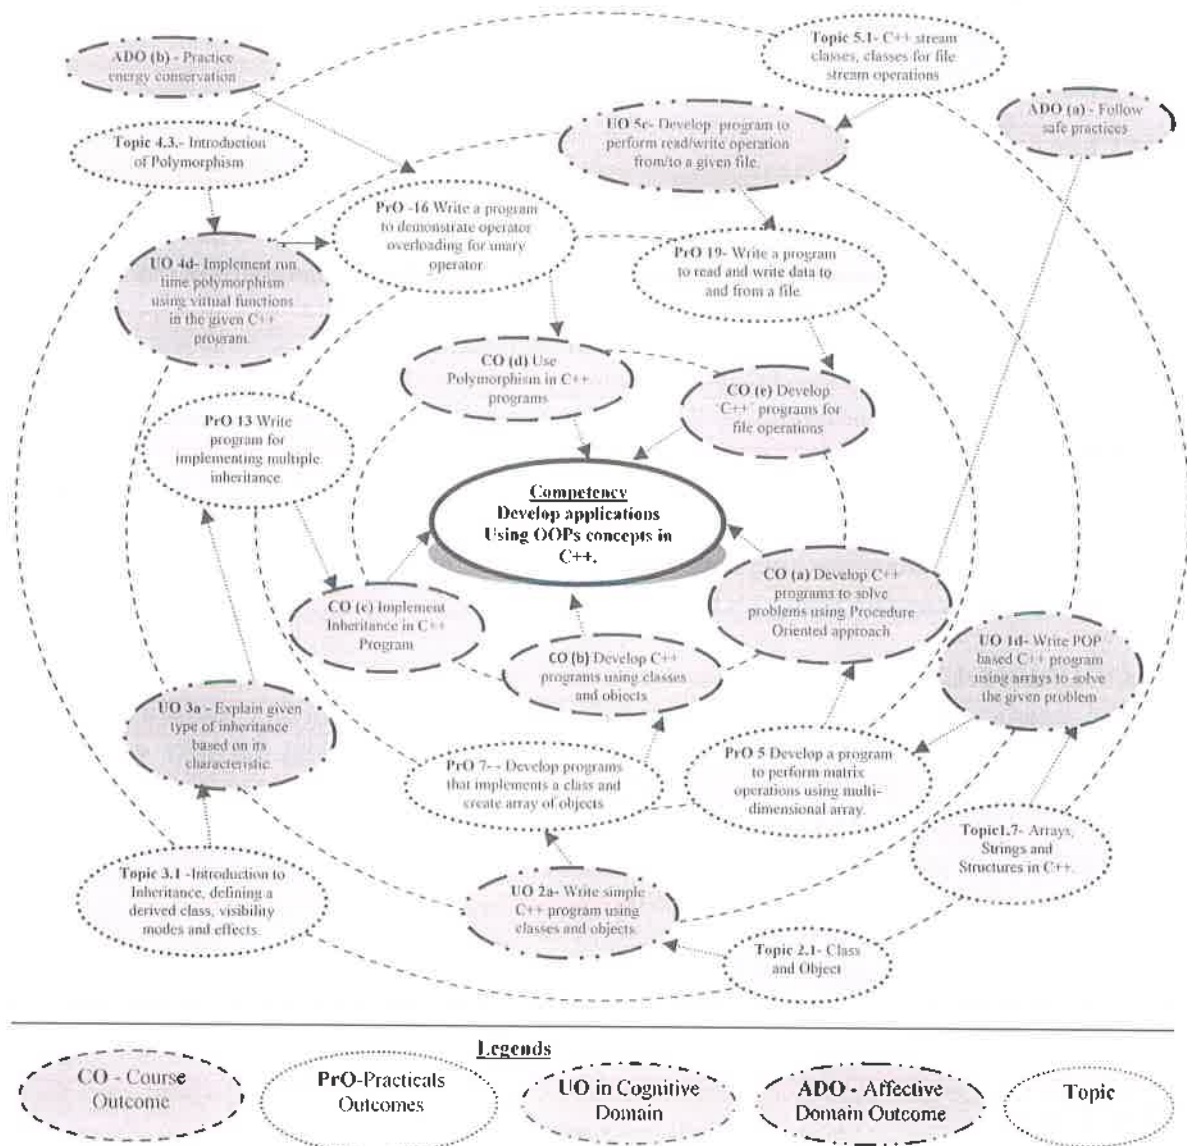 ADO (b) - Practice
energy conservation
Topic 5.1- C++ stream
classes, classes for file
stream operations
ADO (a) - Follow
safe practices
Topic 4.3.- Introduction
of Polymorphism
UO 5c- Develop program to
perform read/write operation
from/to a given file.
PrO -16 Write a program
to demonstrate operator
overloading for unary
operator
PrO 19- Write a program
to read and write data to
and from a file.
UO 4d- Implement run
time polymorphism
using virtual functions
in the given C++
program.
CO (d) Use
Polymorphism in C++
programs
CO (e) Develop
'C++' programs for
file operations
PrO 13 Write
program for
implementing multiple
inheritance.
Competency
Develop applications
Using OOPs concepts in
C++.
CO (c) Implement
Inheritance in C++
Program
CO (a) Develop C++
programs to solve
problems using Procedure
Oriented approach
CO (b) Develop C++
programs using classes
and objects
UO 1d- Write POP
based C++ program
using arrays to solve
the given problem
UO 3a - Explain given
type of inheritance
based on its
characteristic.
PrO 7- - Develop programs
that implements a class and
create array of objects
PrO 5 Develop a program
to perform matrix
operations using multi-
dimensional array.
Topic1.7- Arrays,
Strings and
Structures in C++.
Topic 3.1 -Introduction to
Inheritance, defining a
derived class, visibility
modes and effects.
UO 2a- Write simple
C++ program using
classes and objects.
Topic 2.1- Class
and Object
Legends
CO - Course
Outcome
PrO-Practicals
Outcomes
UO in Cognitive
Domain
ADO - Affective
Domain Outcome
Topic